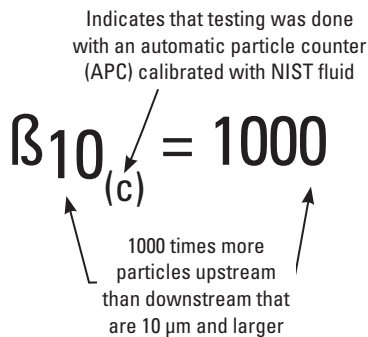 Indicates that testing was done
with an automatic particle counter
(APC) calibrated with NIST fluid
ß10(c) = 1000
1000 times more
particles upstream
than downstream that
are 10 µm and larger